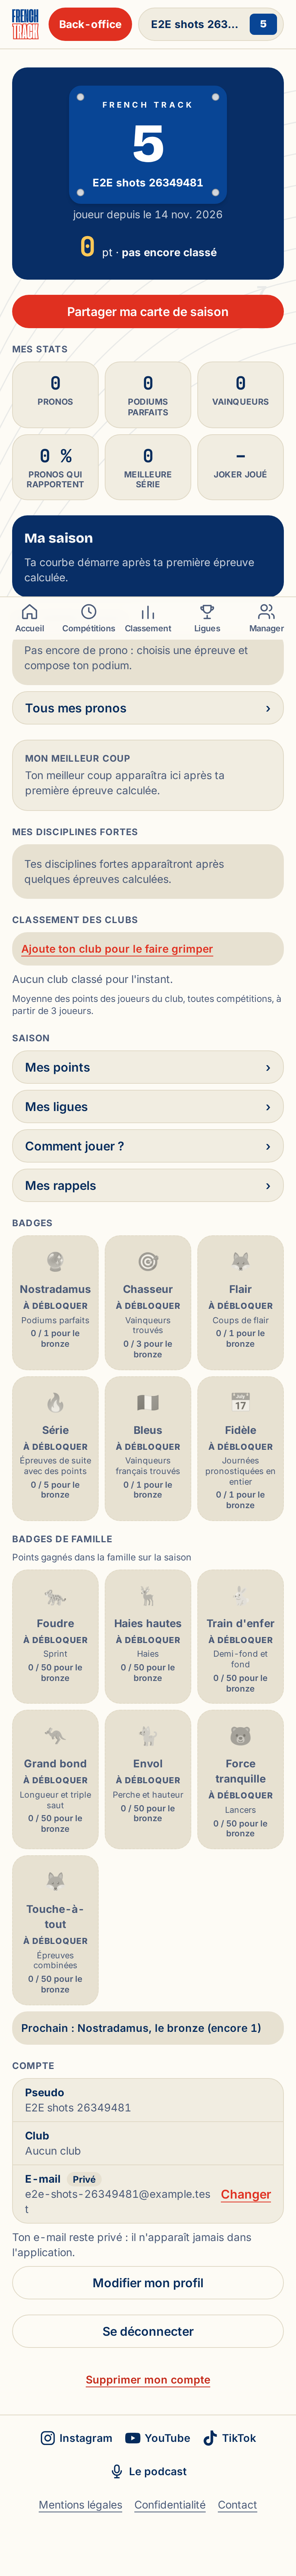 FRENCH
TRACK
Back-office
E2E shots 263...
5
FRENCH TRACK
5
E2E shots 26349481
joueur depuis le 14 nov. 2026
0 pt · pas encore classé
Partager ma carte de saison
MES STATS
0
PRONOS
0
PODIUMS
PARFAITS
0
VAINQUEURS
0 %
PRONOS QUI
RAPPORTENT
0
MEILLEURE
SÉRIE
–
JOKER JOUÉ
Ma saison
Ta courbe démarre après ta première épreuve
calculée.
Accueil
Compétitions
Classement
Ligues
Manager
Pas encore de prono : choisis une épreuve et
compose ton podium.
Tous mes pronos ›
MON MEILLEUR COUP
Ton meilleur coup apparaîtra ici après ta
première épreuve calculée.
MES DISCIPLINES FORTES
Tes disciplines fortes apparaîtront après
quelques épreuves calculées.
CLASSEMENT DES CLUBS
Ajoute ton club pour le faire grimper
Aucun club classé pour l'instant.
Moyenne des points des joueurs du club, toutes compétitions, à
partir de 3 joueurs.
SAISON
Mes points ›
Mes ligues ›
Comment jouer ? ›
Mes rappels ›
BADGES
Nostradamus
À DÉBLOQUER
Podiums parfaits
0 / 1 pour le
bronze
Chasseur
À DÉBLOQUER
Vainqueurs
trouvés
0 / 3 pour le
bronze
Flair
À DÉBLOQUER
Coups de flair
0 / 1 pour le
bronze
Série
À DÉBLOQUER
Épreuves de suite
avec des points
0 / 5 pour le
bronze
Bleus
À DÉBLOQUER
Vainqueurs
français trouvés
0 / 1 pour le
bronze
Fidèle
À DÉBLOQUER
Journées
pronostiquées en
entier
0 / 1 pour le
bronze
BADGES DE FAMILLE
Points gagnés dans la famille sur la saison
Foudre
À DÉBLOQUER
Sprint
0 / 50 pour le
bronze
Haies hautes
À DÉBLOQUER
Haies
0 / 50 pour le
bronze
Train d'enfer
À DÉBLOQUER
Demi-fond et
fond
0 / 50 pour le
bronze
Grand bond
À DÉBLOQUER
Longueur et triple
saut
0 / 50 pour le
bronze
Envol
À DÉBLOQUER
Perche et hauteur
0 / 50 pour le
bronze
Force
tranquille
À DÉBLOQUER
Lancers
0 / 50 pour le
bronze
Touche-à-
tout
À DÉBLOQUER
Épreuves
combinées
0 / 50 pour le
bronze
Prochain : Nostradamus, le bronze (encore 1)
COMPTE
Pseudo
E2E shots 26349481
Club
Aucun club
E-mail Privé
e2e-shots-26349481@example.tes
t
Changer
Ton e-mail reste privé : il n'apparaît jamais dans
l'application.
Modifier mon profil
Se déconnecter
Supprimer mon compte
Instagram YouTube TikTok
Le podcast
Mentions légales Confidentialité Contact